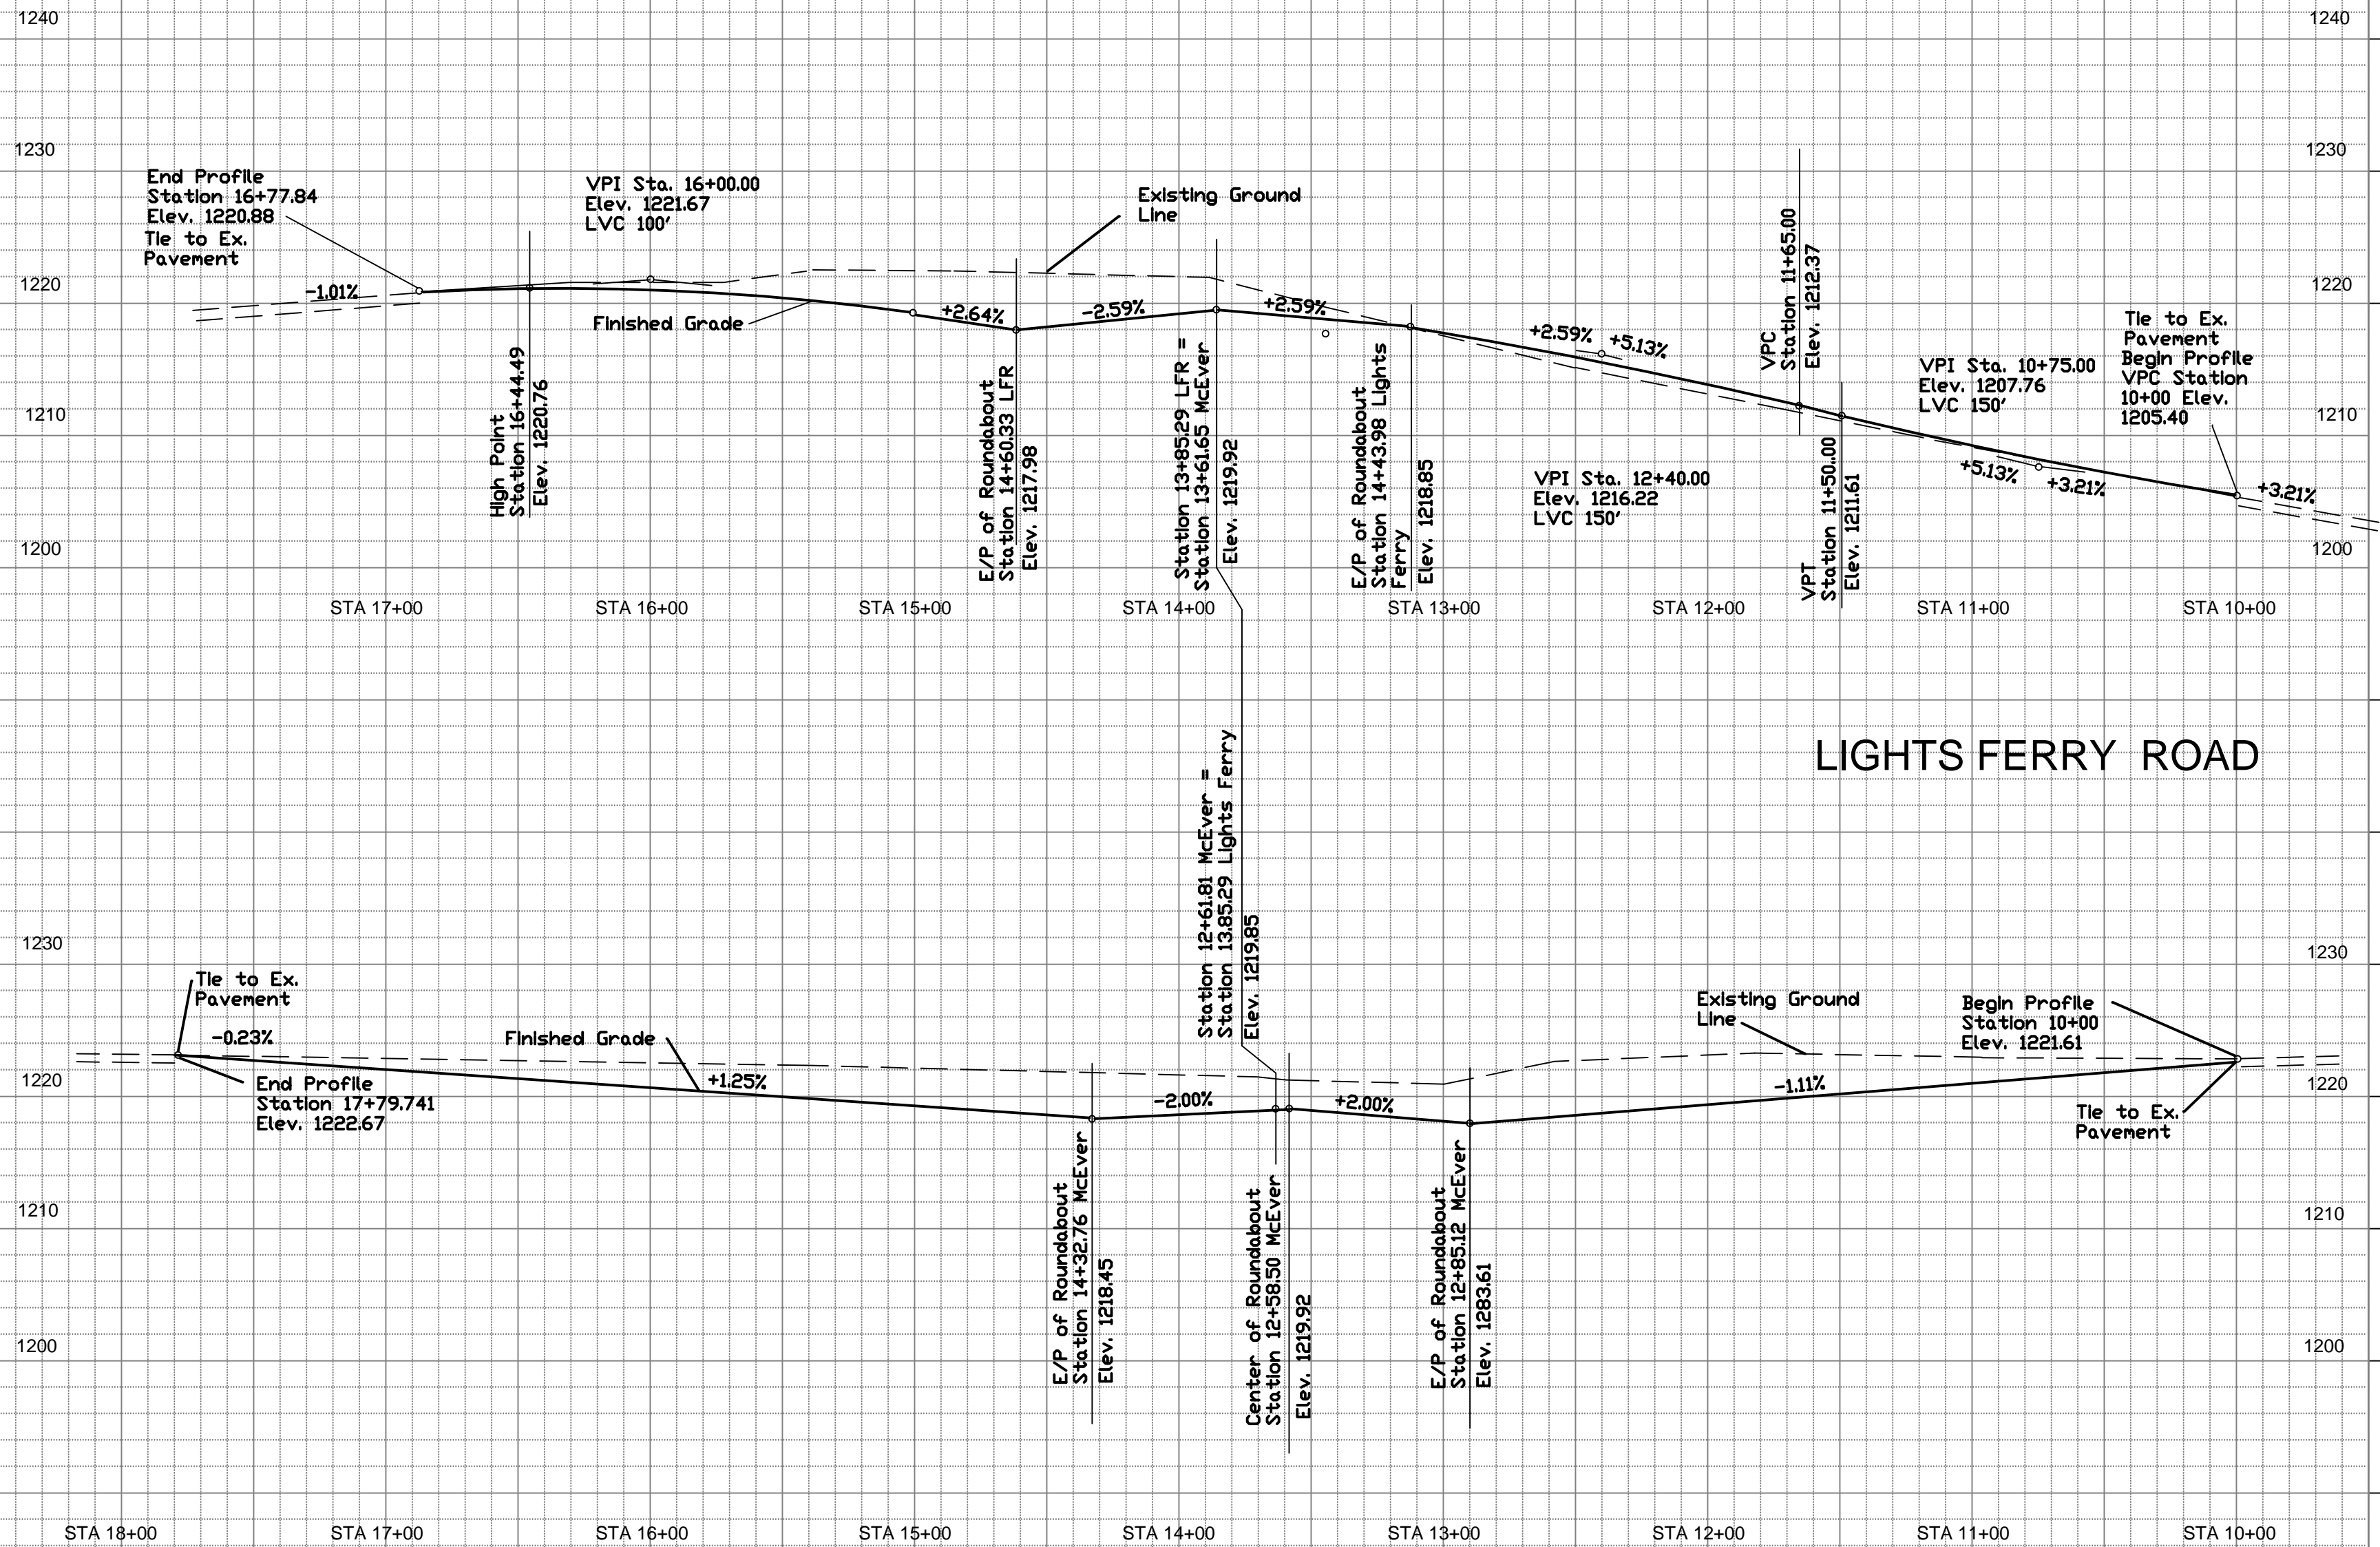 1240
1240
1230
1230
End Profile
Station 16+77.84
Elev. 1220.88
Tie to Ex.
Pavement
VPI Sta. 16+00.00
Elev. 1221.67
LVC 100'
Existing Ground
Line
VPC
Station 11+65.00
Elev. 1212.37
1220
1220
-1.01%
Finished Grade
+2.64%
-2.59%
+2.59%
+2.59%
+5.13%
Tie to Ex.
Pavement
Begin Profile
VPC Station
10+00 Elev.
1205.40
VPI Sta. 10+75.00
Elev. 1207.76
LVC 150'
High Point
Station 16+44.49
Elev. 1220.76
E/P of Roundabout
Station 14+60.33 LFR
Elev. 1217.98
Station 13+85.29 LFR =
Station 13+61.65 McEver
Elev. 1219.92
E/P of Roundabout
Station 14+43.98 Lights
Ferry
Elev. 1218.85
1210
1210
VPI Sta. 12+40.00
Elev. 1216.22
LVC 150'
VPT
Station 11+50.00
Elev. 1211.61
+5.13%
+3.21%
+3.21%
1200
1200
STA 17+00
STA 16+00
STA 15+00
STA 14+00
STA 13+00
STA 12+00
STA 11+00
STA 10+00
LIGHTS FERRY ROAD
Station 12+61.81 McEver =
Station 13.85.29 Lights Ferry
Elev. 1219.85
1230
1230
Tie to Ex.
Pavement
-0.23%
Finished Grade
Existing Ground
Line
Begin Profile
Station 10+00
Elev. 1221.61
1220
1220
End Profile
Station 17+79.741
Elev. 1222.67
+1.25%
-2.00%
+2.00%
-1.11%
Tie to Ex.
Pavement
E/P of Roundabout
Station 14+32.76 McEver
Elev. 1218.45
Center of Roundabout
Station 12+58.50 McEver
Elev. 1219.92
E/P of Roundabout
Station 12+85.12 McEver
Elev. 1283.61
1210
1210
1200
1200
STA 18+00
STA 17+00
STA 16+00
STA 15+00
STA 14+00
STA 13+00
STA 12+00
STA 11+00
STA 10+00